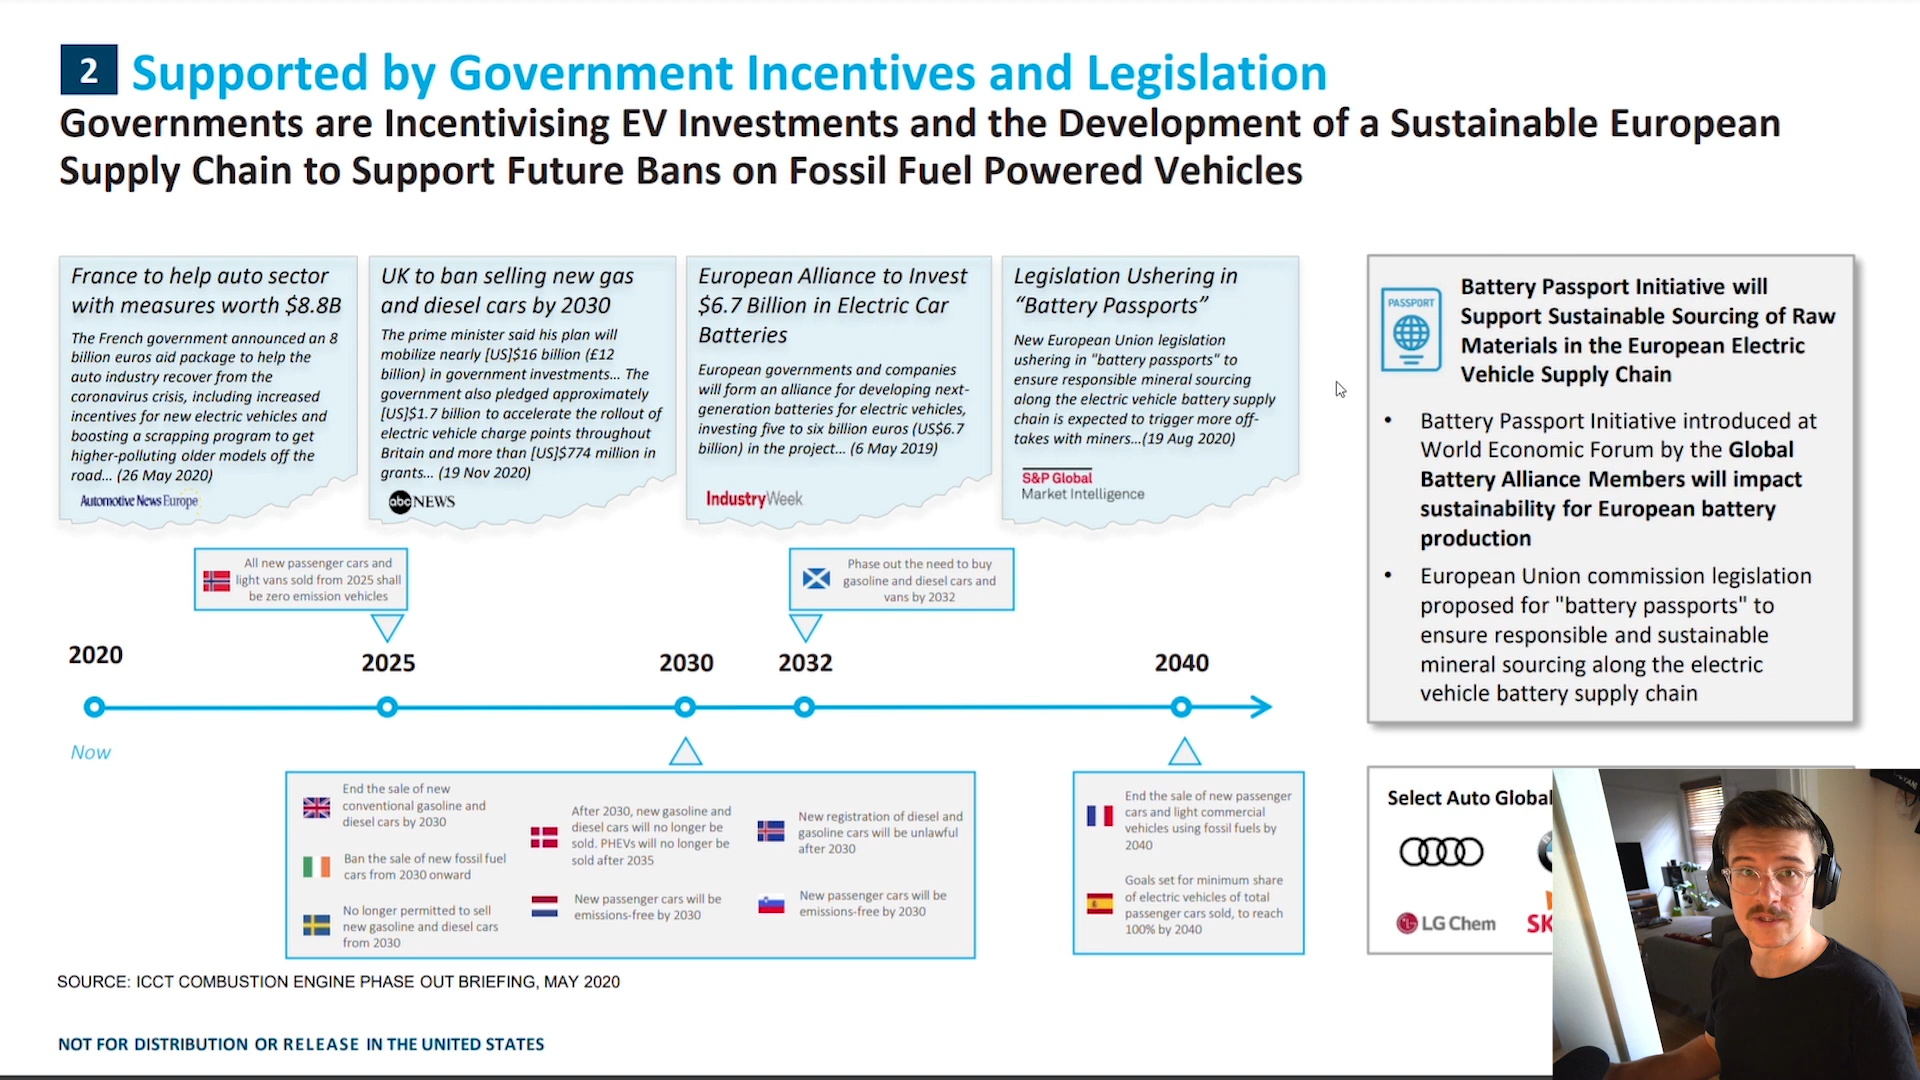 2 Supported by Government Incentives and Legislation
Governments are Incentivising EV Investments and the Development of a Sustainable European
Supply Chain to Support Future Bans on Fossil Fuel Powered Vehicles
France to help auto sector
with measures worth $8.8B
The French government announced an 8
billion euros aid package to help the
auto industry recover from the
coronavirus crisis, including increased
incentives for new electric vehicles and
boosting a scrapping program to get
higher-polluting older models off the
road... (26 May 2020)
Automotive News Europe
UK to ban selling new gas
and diesel cars by 2030
The prime minister said his plan will
mobilize nearly [US]$16 billion (£12
billion) in government investments... The
government also pledged approximately
[US]$1.7 billion to accelerate the rollout of
electric vehicle charge points throughout
Britain and more than [US]$774 million in
grants... (19 Nov 2020)
abc NEWS
European Alliance to Invest
$6.7 Billion in Electric Car
Batteries
European governments and companies
will form an alliance for developing next-
generation batteries for electric vehicles,
investing five to six billion euros (US$6.7
billion) in the project... (6 May 2019)
IndustryWeek
Legislation Ushering in
“Battery Passports”
New European Union legislation
ushering in "battery passports" to
ensure responsible mineral sourcing
along the electric vehicle battery supply
chain is expected to trigger more off-
takes with miners...(19 Aug 2020)
S&P Global
Market Intelligence
PASSPORT
Battery Passport Initiative will
Support Sustainable Sourcing of Raw
Materials in the European Electric
Vehicle Supply Chain
• Battery Passport Initiative introduced at
World Economic Forum by the Global
Battery Alliance Members will impact
sustainability for European battery
production
• European Union commission legislation
proposed for "battery passports" to
ensure responsible and sustainable
mineral sourcing along the electric
vehicle battery supply chain
All new passenger cars and
light vans sold from 2025 shall
be zero emission vehicles
Phase out the need to buy
gasoline and diesel cars and
vans by 2032
2020
2025
2030
2032
2040
Now
End the sale of new
conventional gasoline and
diesel cars by 2030
Ban the sale of new fossil fuel
cars from 2030 onward
No longer permitted to sell
new gasoline and diesel cars
from 2030
After 2030, new gasoline and
diesel cars will no longer be
sold. PHEVs will no longer be
sold after 2035
New passenger cars will be
emissions-free by 2030
New registration of diesel and
gasoline cars will be unlawful
after 2030
New passenger cars will be
emissions-free by 2030
End the sale of new passenger
cars and light commercial
vehicles using fossil fuels by
2040
Goals set for minimum share
of electric vehicles of total
passenger cars sold, to reach
100% by 2040
Select Auto Global
LG Chem
SK
SOURCE: ICCT COMBUSTION ENGINE PHASE OUT BRIEFING, MAY 2020
NOT FOR DISTRIBUTION OR RELEASE IN THE UNITED STATES